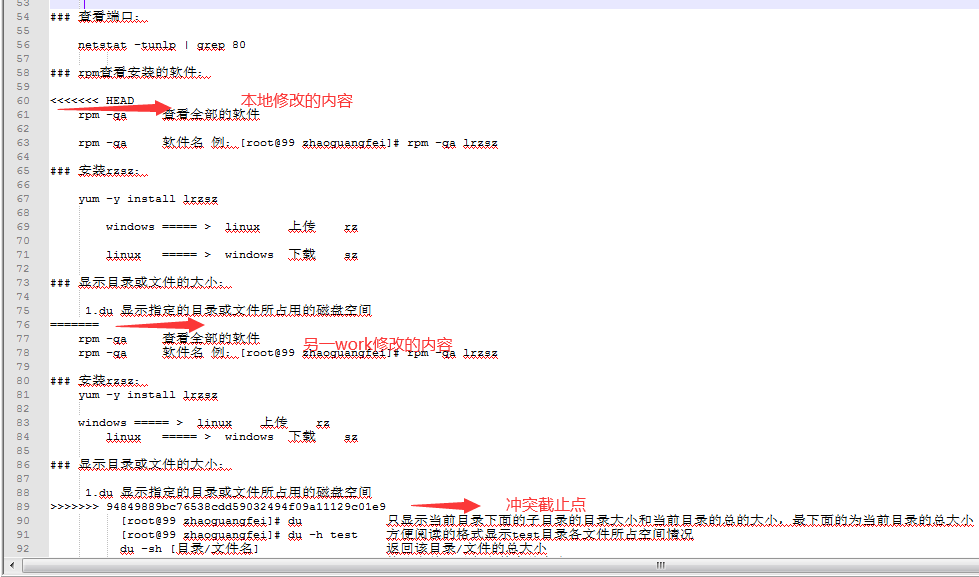 53
54 ### 查看端口:
55
56 netstat -tunlp | grep 80
57
58 ### rpm查看安装的软件:
59
60 <<<<<<< HEAD 本地修改的内容
61 rpm -qa 查看全部的软件
62
63 rpm -qa 软件名 例:[root@99 zhaoguangfei]# rpm -qa lrzsz
64
65 ### 安装rzsz:
66
67 yum -y install lrzsz
68
69 windows ===== > linux 上传 rz
70
71 linux ===== > windows 下载 sz
72
73 ### 显示目录或文件的大小:
74
75 1.du 显示指定的目录或文件所占用的磁盘空间
76 =======
77 rpm -qa 查看全部的软件 另一work修改的内容
78 rpm -qa 软件名 例:[root@99 zhaoguangfei]# rpm -qa lrzsz
79
80 ### 安装rzsz:
81 yum -y install lrzsz
82
83 windows ===== > linux 上传 rz
84 linux ===== > windows 下载 sz
85
86 ### 显示目录或文件的大小:
87
88 1.du 显示指定的目录或文件所占用的磁盘空间
89 >>>>>>> 94849889bc76538cdd59032494f09a11129c01e9 冲突截止点
90 [root@99 zhaoguangfei]# du 只显示当前目录下面的子目录的目录大小和当前目录的总的大小,最下面的为当前目录的总大小
91 [root@99 zhaoguangfei]# du -h test 方便阅读的格式显示test目录各文件所占空间情况
92 du -sh [目录/文件名] 返回该目录/文件的总大小